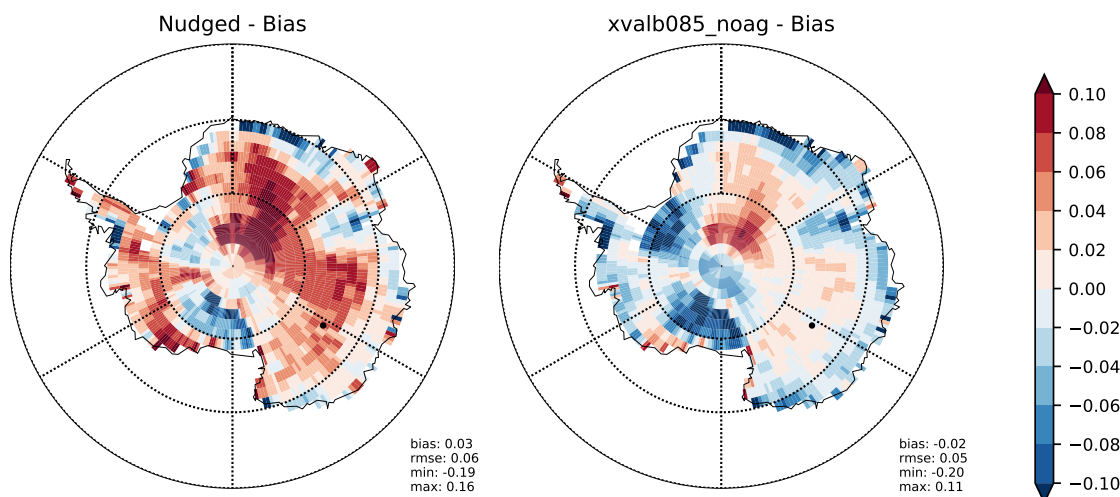 Nudged - Bias
xvalb085_noag - Bias
bias: 0.03
rmse: 0.06
min: -0.19
max: 0.16
bias: -0.02
rmse: 0.05
min: -0.20
max: 0.11
0.10
0.08
0.06
0.04
0.02
0.00
−0.02
−0.04
−0.06
−0.08
−0.10